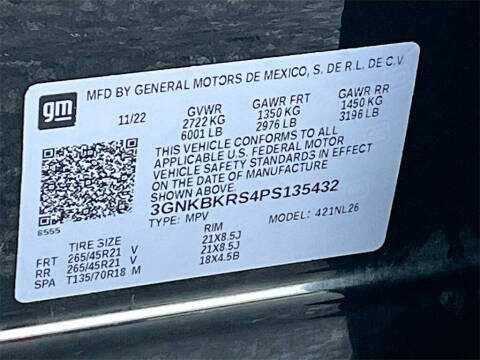 gm
MFD BY GENERAL MOTORS DE MEXICO, S. DE R.L. DE C.V.
11/22 GVWR GAWR FRT GAWR RR
2722 KG 1350 KG 1450 KG
6001 LB 2976 LB 3196 LB
THIS VEHICLE CONFORMS TO ALL
APPLICABLE U.S. FEDERAL MOTOR
VEHICLE SAFETY STANDARDS IN EFFECT
ON THE DATE OF MANUFACTURE
3GNKBKRS4PS135432
TYPE: MPV MODEL: 421NL26
8555
TIRE SIZE RIM
FRT 265/45R21 V 21X8.5J
RR 265/45R21 V 21X8.5J
SPA T135/70R18 M 18X4.5B